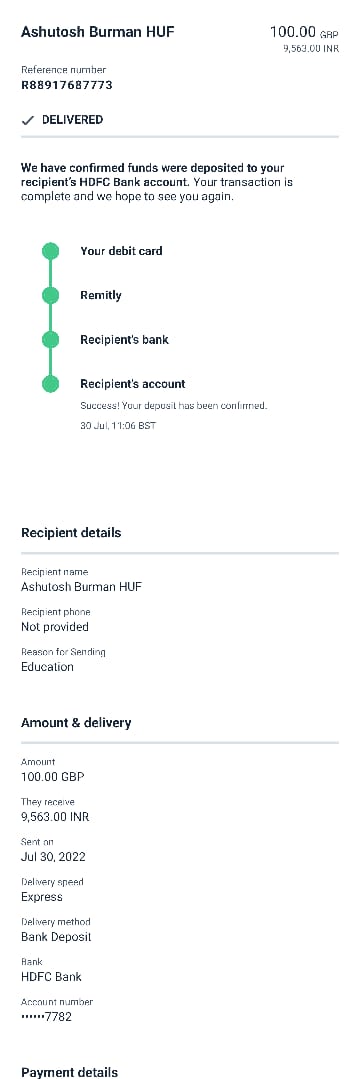 Ashutosh Burman HUF
100.00 GBP
9,563.00 INR
Reference number
R88917687773
DELIVERED
We have confirmed funds were deposited to your
recipient's HDFC Bank account. Your transaction is
complete and we hope to see you again.
Your debit card
Remitly
Recipient's bank
Recipient's account
Success! Your deposit has been confirmed.
30 Jul, 11:06 BST
Recipient details
Recipient name
Ashutosh Burman HUF
Recipient phone
Not provided
Reason for Sending
Education
Amount & delivery
Amount
100.00 GBP
They receive
9,563.00 INR
Sent on
Jul 30, 2022
Delivery speed
Express
Delivery method
Bank Deposit
Bank
HDFC Bank
Account number
••••••7782
Payment details